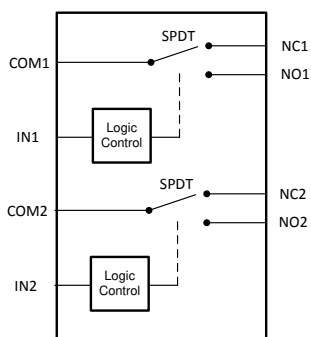 SPDT
NC1
COM1
NO1
IN1
Logic
Control
SPDT
NC2
COM2
NO2
IN2
Logic
Control